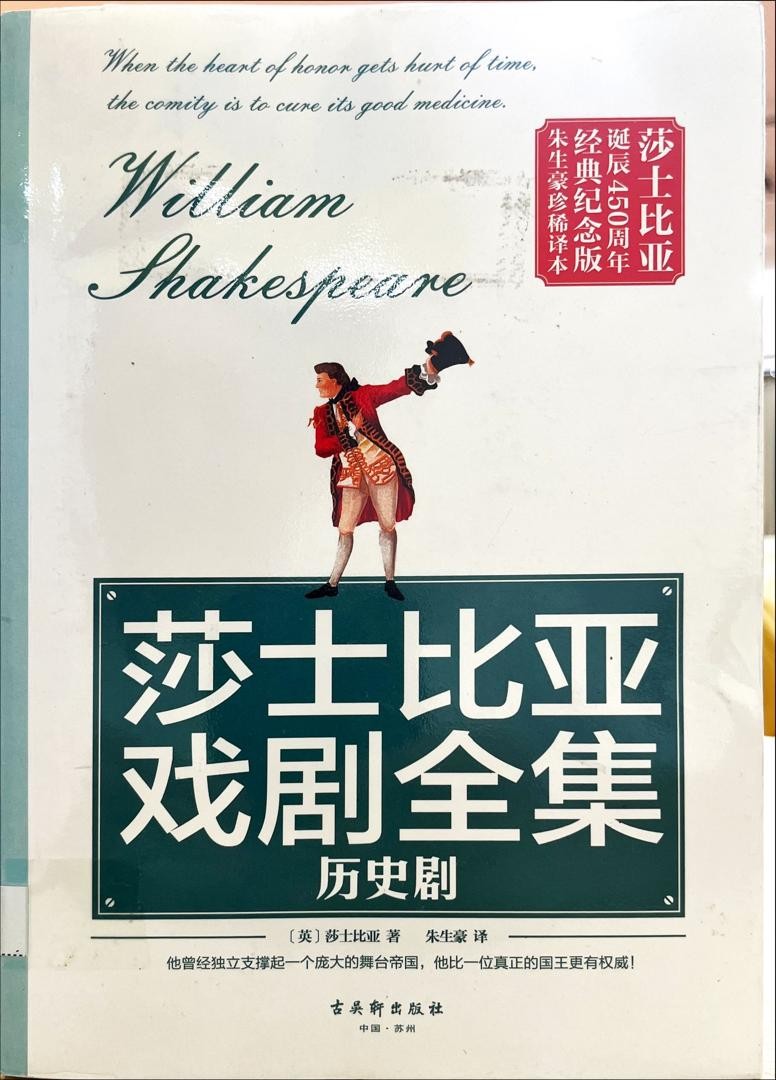 When the heart of honor gets hurt of time,
the comity is to cure its good medicine.
William
Shakespeare
莎士比亚
诞辰450周年
经典纪念版
朱生豪珍稀译本
莎士比亚
戏剧全集
历史剧
〔英〕莎士比亚 著 朱生豪 译
他曾经独立支撑起一个庞大的舞台帝国，他比一位真正的国王更有权威！
古吴轩出版社
中国·苏州